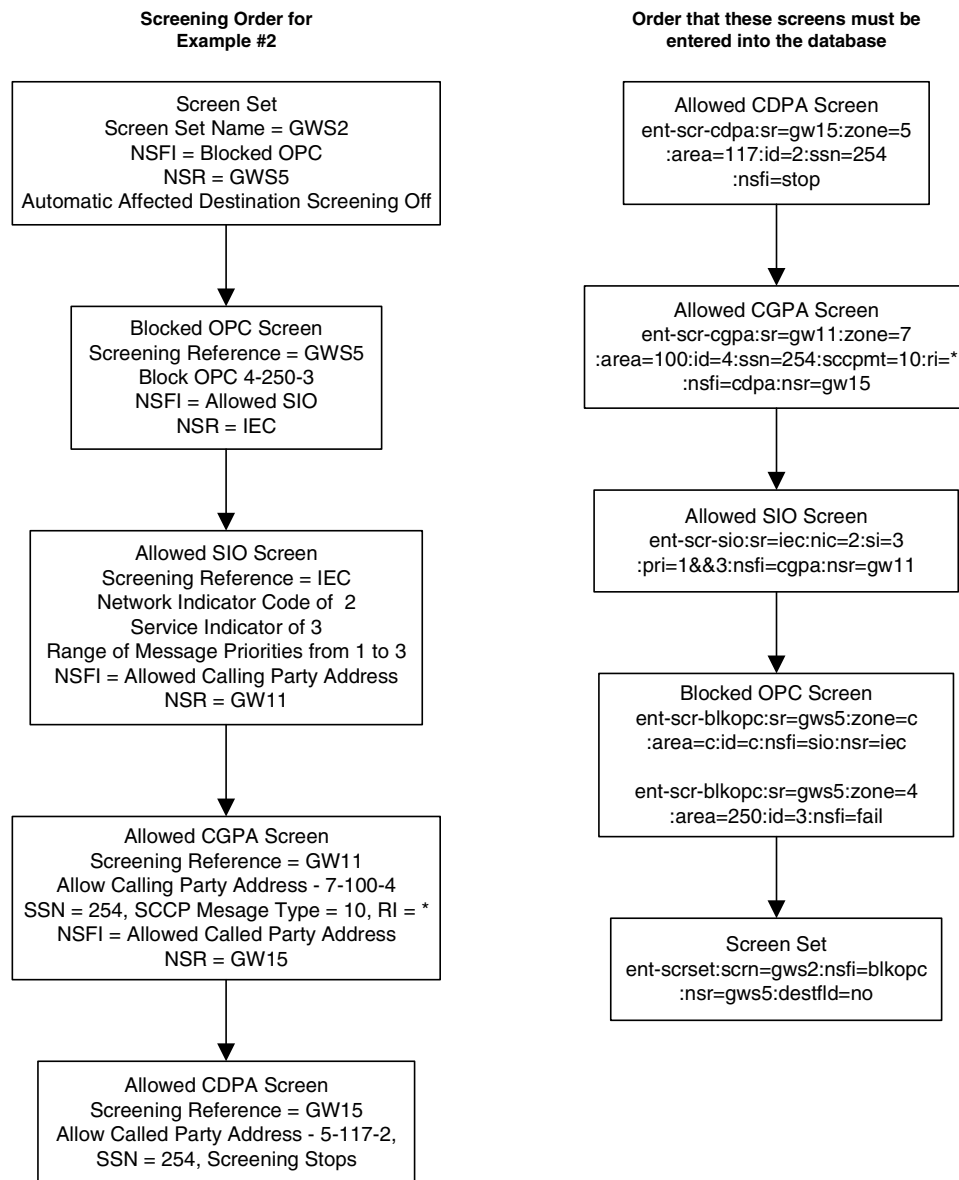 Screening Order for
Example #2
Screen Set
Screen Set Name = GWS2
NSFI = Blocked OPC
NSR = GWS5
Automatic Affected Destination Screening Off
Blocked OPC Screen
Screening Reference = GWS5
Block OPC 4-250-3
NSFI = Allowed SIO
NSR = IEC
Allowed SIO Screen
Screening Reference = IEC
Network Indicator Code of 2
Service Indicator of 3
Range of Message Priorities from 1 to 3
NSFI = Allowed Calling Party Address
NSR = GW11
Allowed CGPA Screen
Screening Reference = GW11
Allow Calling Party Address - 7-100-4
SSN = 254, SCCP Mesage Type = 10, RI = *
NSFI = Allowed Called Party Address
NSR = GW15
Allowed CDPA Screen
Screening Reference = GW15
Allow Called Party Address - 5-117-2,
SSN = 254, Screening Stops
Order that these screens must be
entered into the database
Allowed CDPA Screen
ent-scr-cdpa:sr=gw15:zone=5
:area=117:id=2:ssn=254
:nsfi=stop
Allowed CGPA Screen
ent-scr-cgpa:sr=gw11:zone=7
:area=100:id=4:ssn=254:sccpmt=10:ri=*
:nsfi=cdpa:nsr=gw15
Allowed SIO Screen
ent-scr-sio:sr=iec:nic=2:si=3
:pri=1&&3:nsfi=cgpa:nsr=gw11
Blocked OPC Screen
ent-scr-blkopc:sr=gws5:zone=c
:area=c:id=c:nsfi=sio:nsr=iec
ent-scr-blkopc:sr=gws5:zone=4
:area=250:id=3:nsfi=fail
Screen Set
ent-scrset:scrn=gws2:nsfi=blkopc
:nsr=gws5:destfld=no